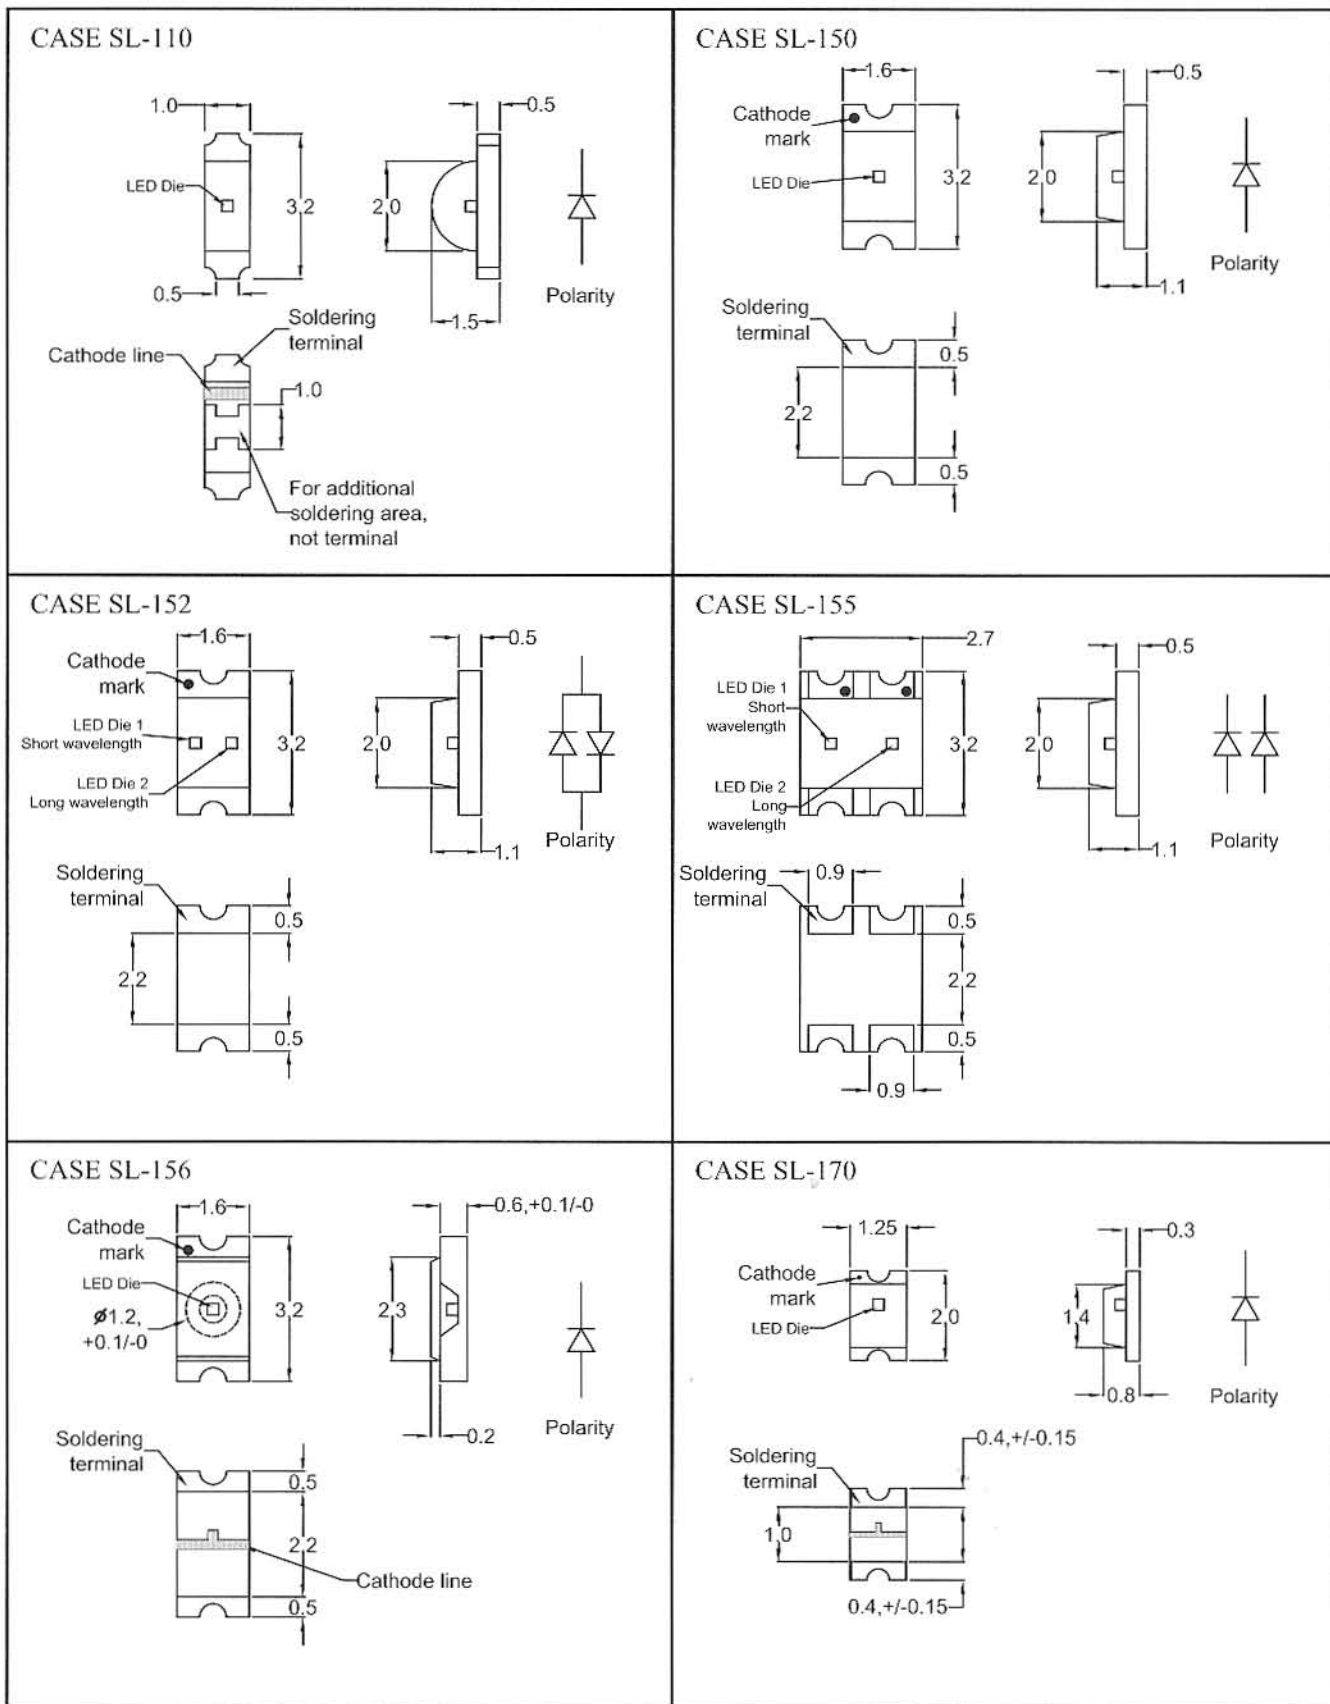 CASE SL-110
1.0
0.5
LED Die
3.2
2.0
0.5
1.5
Polarity
Soldering
terminal
Cathode line
1.0
For additional
soldering area,
not terminal
CASE SL-150
1.6
0.5
Cathode
mark
LED Die
3.2
2.0
Polarity
1.1
Soldering
terminal
0.5
2.2
0.5
CASE SL-152
1.6
0.5
Cathode
mark
LED Die 1
Short wavelength
3.2
2.0
LED Die 2
Long wavelength
Polarity
1.1
Soldering
terminal
0.5
2.2
0.5
CASE SL-155
2.7
0.5
LED Die 1
Short
wavelength
3.2
2.0
LED Die 2
Long
wavelength
Polarity
1.1
Soldering
terminal
0.9
0.5
2.2
0.5
0.9
CASE SL-156
1.6
0.6,+0.1/-0
Cathode
mark
LED Die
ø1.2,
+0.1/-0
3.2
2.3
Polarity
0.2
Soldering
terminal
0.5
2.2
Cathode line
0.5
CASE SL-170
1.25
0.3
Cathode
mark
LED Die
2.0
1.4
0.8
Polarity
0.4,+/-0.15
Soldering
terminal
1.0
0.4,+/-0.15